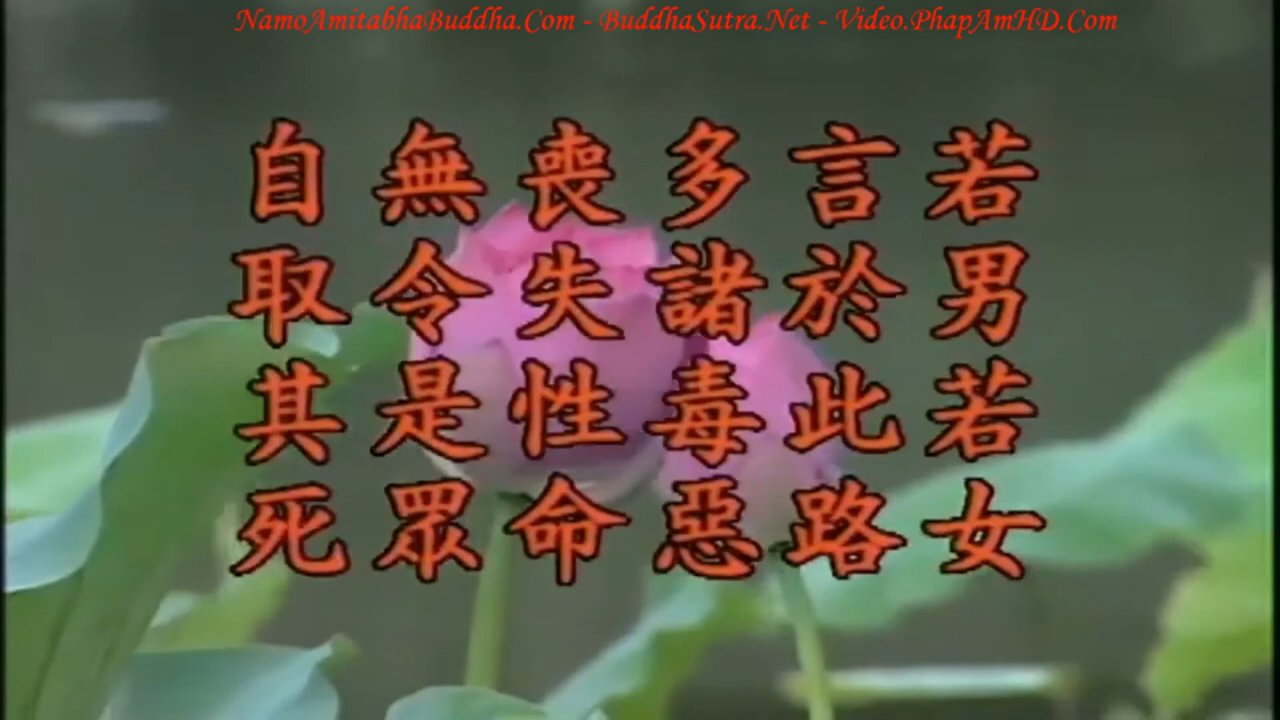 NamoAmitabhaBuddha.Com - BuddhaSutra.Net - Video.PhapAmHD.Com
若男若女
言於此路
多諸毒惡
喪失性命
無令是眾
自取其死